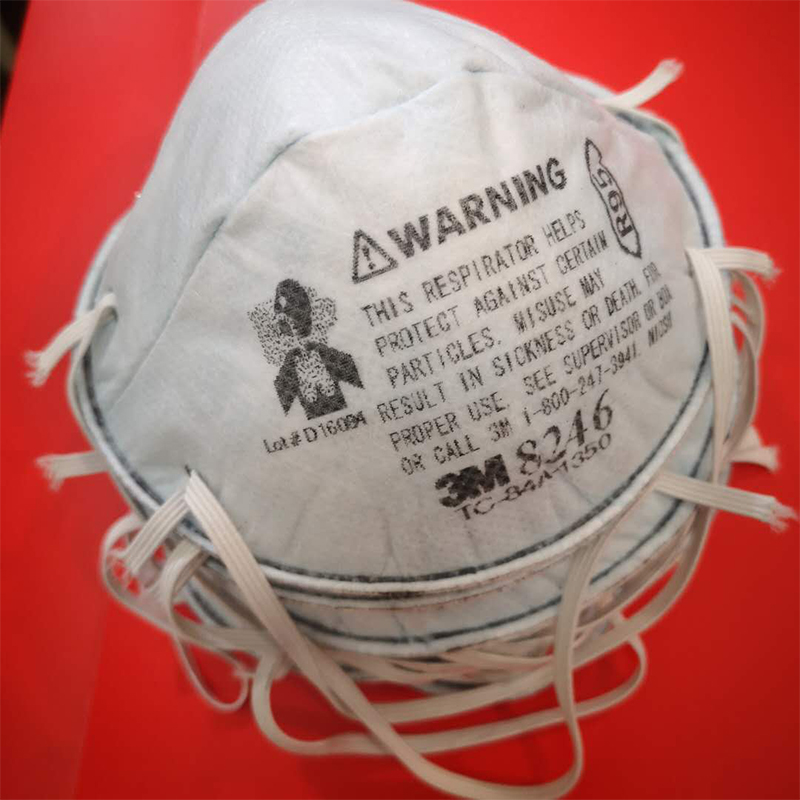 ⚠WARNING
R95
THIS RESPIRATOR HELPS
PROTECT AGAINST CERTAIN
PARTICLES. MISUSE MAY
RESULT IN SICKNESS OR DEATH. FOR
PROPER USE, SEE SUPERVISOR OR BOX
OR CALL 3M 1-800-247-3941. NIOSH
Lot# D16094
3M 8246
TC-84A-1350